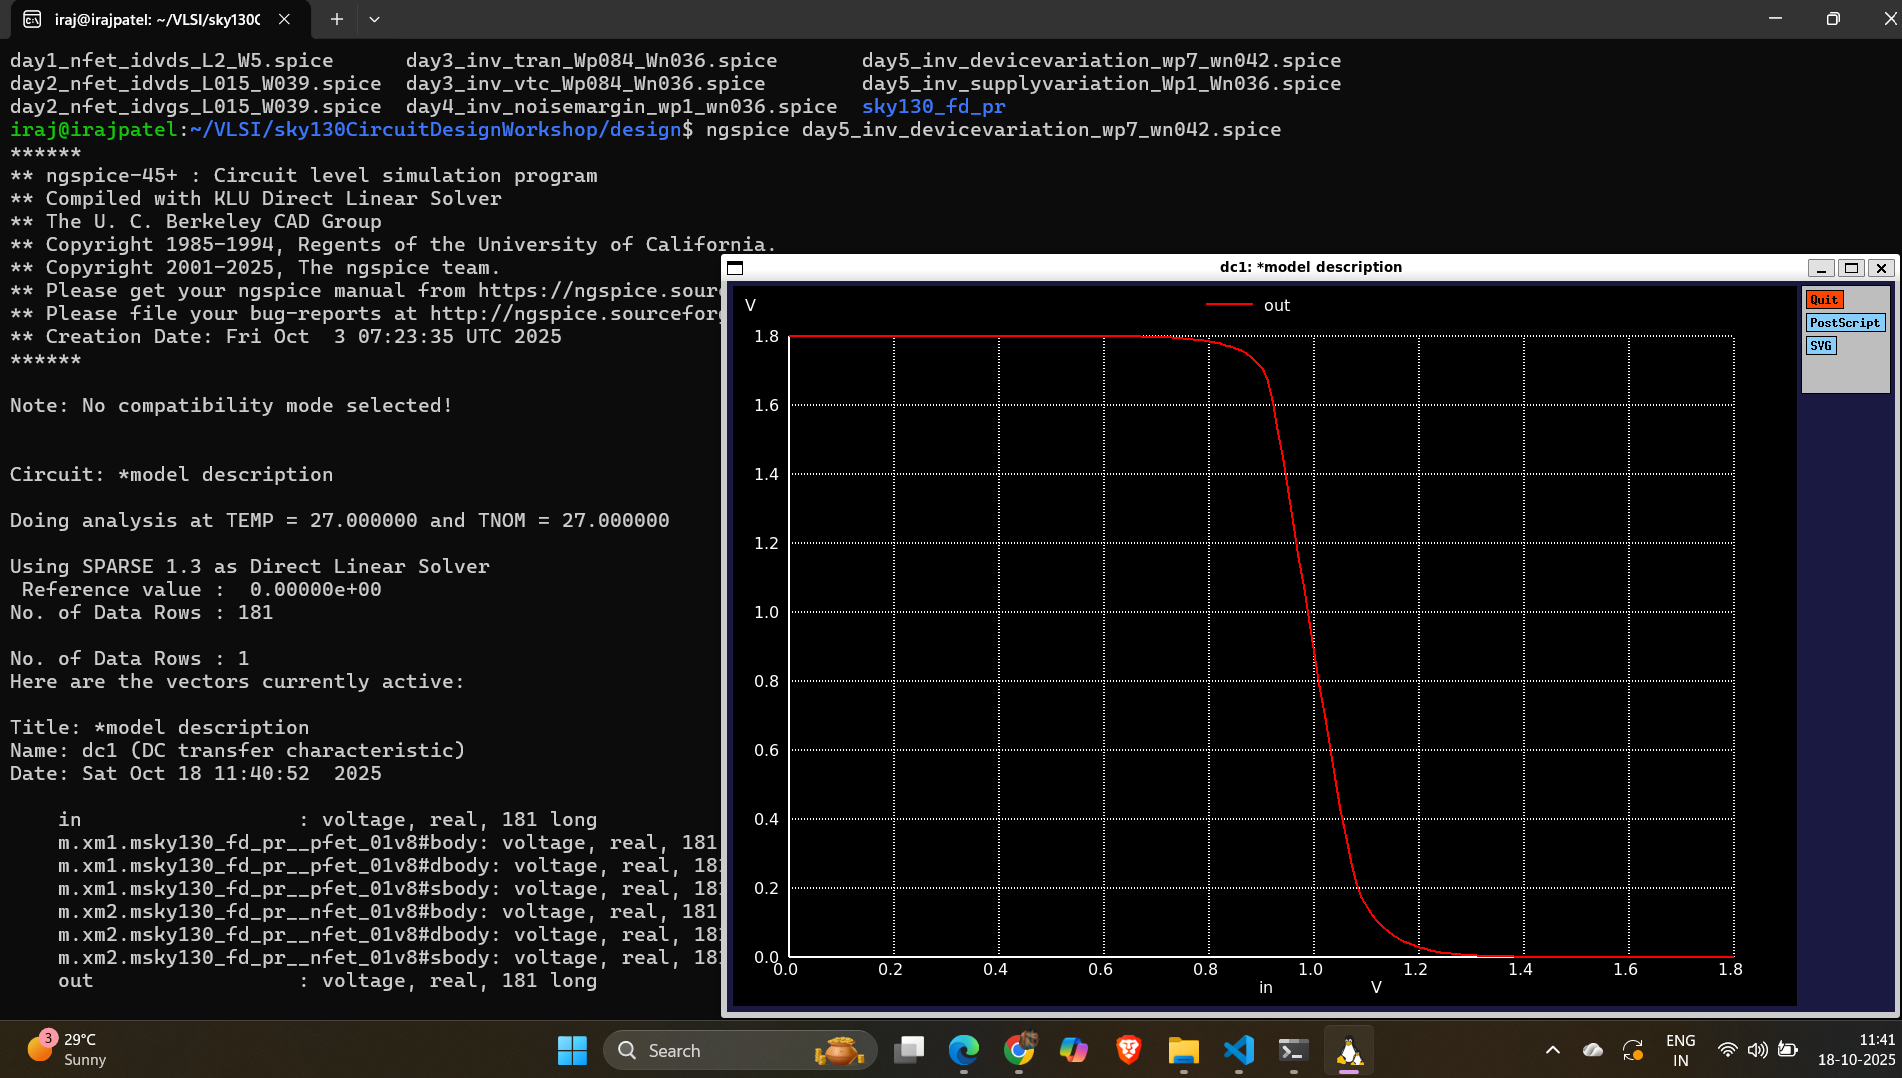 iraj@irajpatel: ~/VLSI/sky130C
day1_nfet_idvds_L2_W5.spice day3_inv_tran_Wp084_Wn036.spice day5_inv_devicevariation_wp7_wn042.spice
day2_nfet_idvds_L015_W039.spice day3_inv_vtc_Wp084_Wn036.spice day5_inv_supplyvariation_Wp1_Wn036.spice
day2_nfet_idvgs_L015_W039.spice day4_inv_noisemargin_wp1_wn036.spice sky130_fd_pr
iraj@irajpatel:~/VLSI/sky130CircuitDesignWorkshop/design$ ngspice day5_inv_devicevariation_wp7_wn042.spice
******
** ngspice-45+ : Circuit level simulation program
** Compiled with KLU Direct Linear Solver
** The U. C. Berkeley CAD Group
** Copyright 1985-1994, Regents of the University of California.
** Copyright 2001-2025, The ngspice team.
** Please get your ngspice manual from https://ngspice.sour
** Please file your bug-reports at http://ngspice.sourcefor
** Creation Date: Fri Oct  3 07:23:35 UTC 2025
******
Note: No compatibility mode selected!
Circuit: *model description
Doing analysis at TEMP = 27.000000 and TNOM = 27.000000
Using SPARSE 1.3 as Direct Linear Solver
Reference value :  0.00000e+00
No. of Data Rows : 181
No. of Data Rows : 1
Here are the vectors currently active:
Title: *model description
Name: dc1 (DC transfer characteristic)
Date: Sat Oct 18 11:40:52  2025
in : voltage, real, 181 long
m.xm1.msky130_fd_pr__pfet_01v8#body: voltage, real, 181
m.xm1.msky130_fd_pr__pfet_01v8#dbody: voltage, real, 181
m.xm1.msky130_fd_pr__pfet_01v8#sbody: voltage, real, 181
m.xm2.msky130_fd_pr__nfet_01v8#body: voltage, real, 181
m.xm2.msky130_fd_pr__nfet_01v8#dbody: voltage, real, 181
m.xm2.msky130_fd_pr__nfet_01v8#sbody: voltage, real, 181
out : voltage, real, 181 long
dc1: *model description
V
out
Quit
PostScript
SVG
1.8
1.6
1.4
1.2
1.0
0.8
0.6
0.4
0.2
0.0
0.0 0.2 0.4 0.6 0.8 1.0 1.2 1.4 1.6 1.8
in V
3
29°C
Sunny
Search
ENG
IN
11:41
18-10-2025